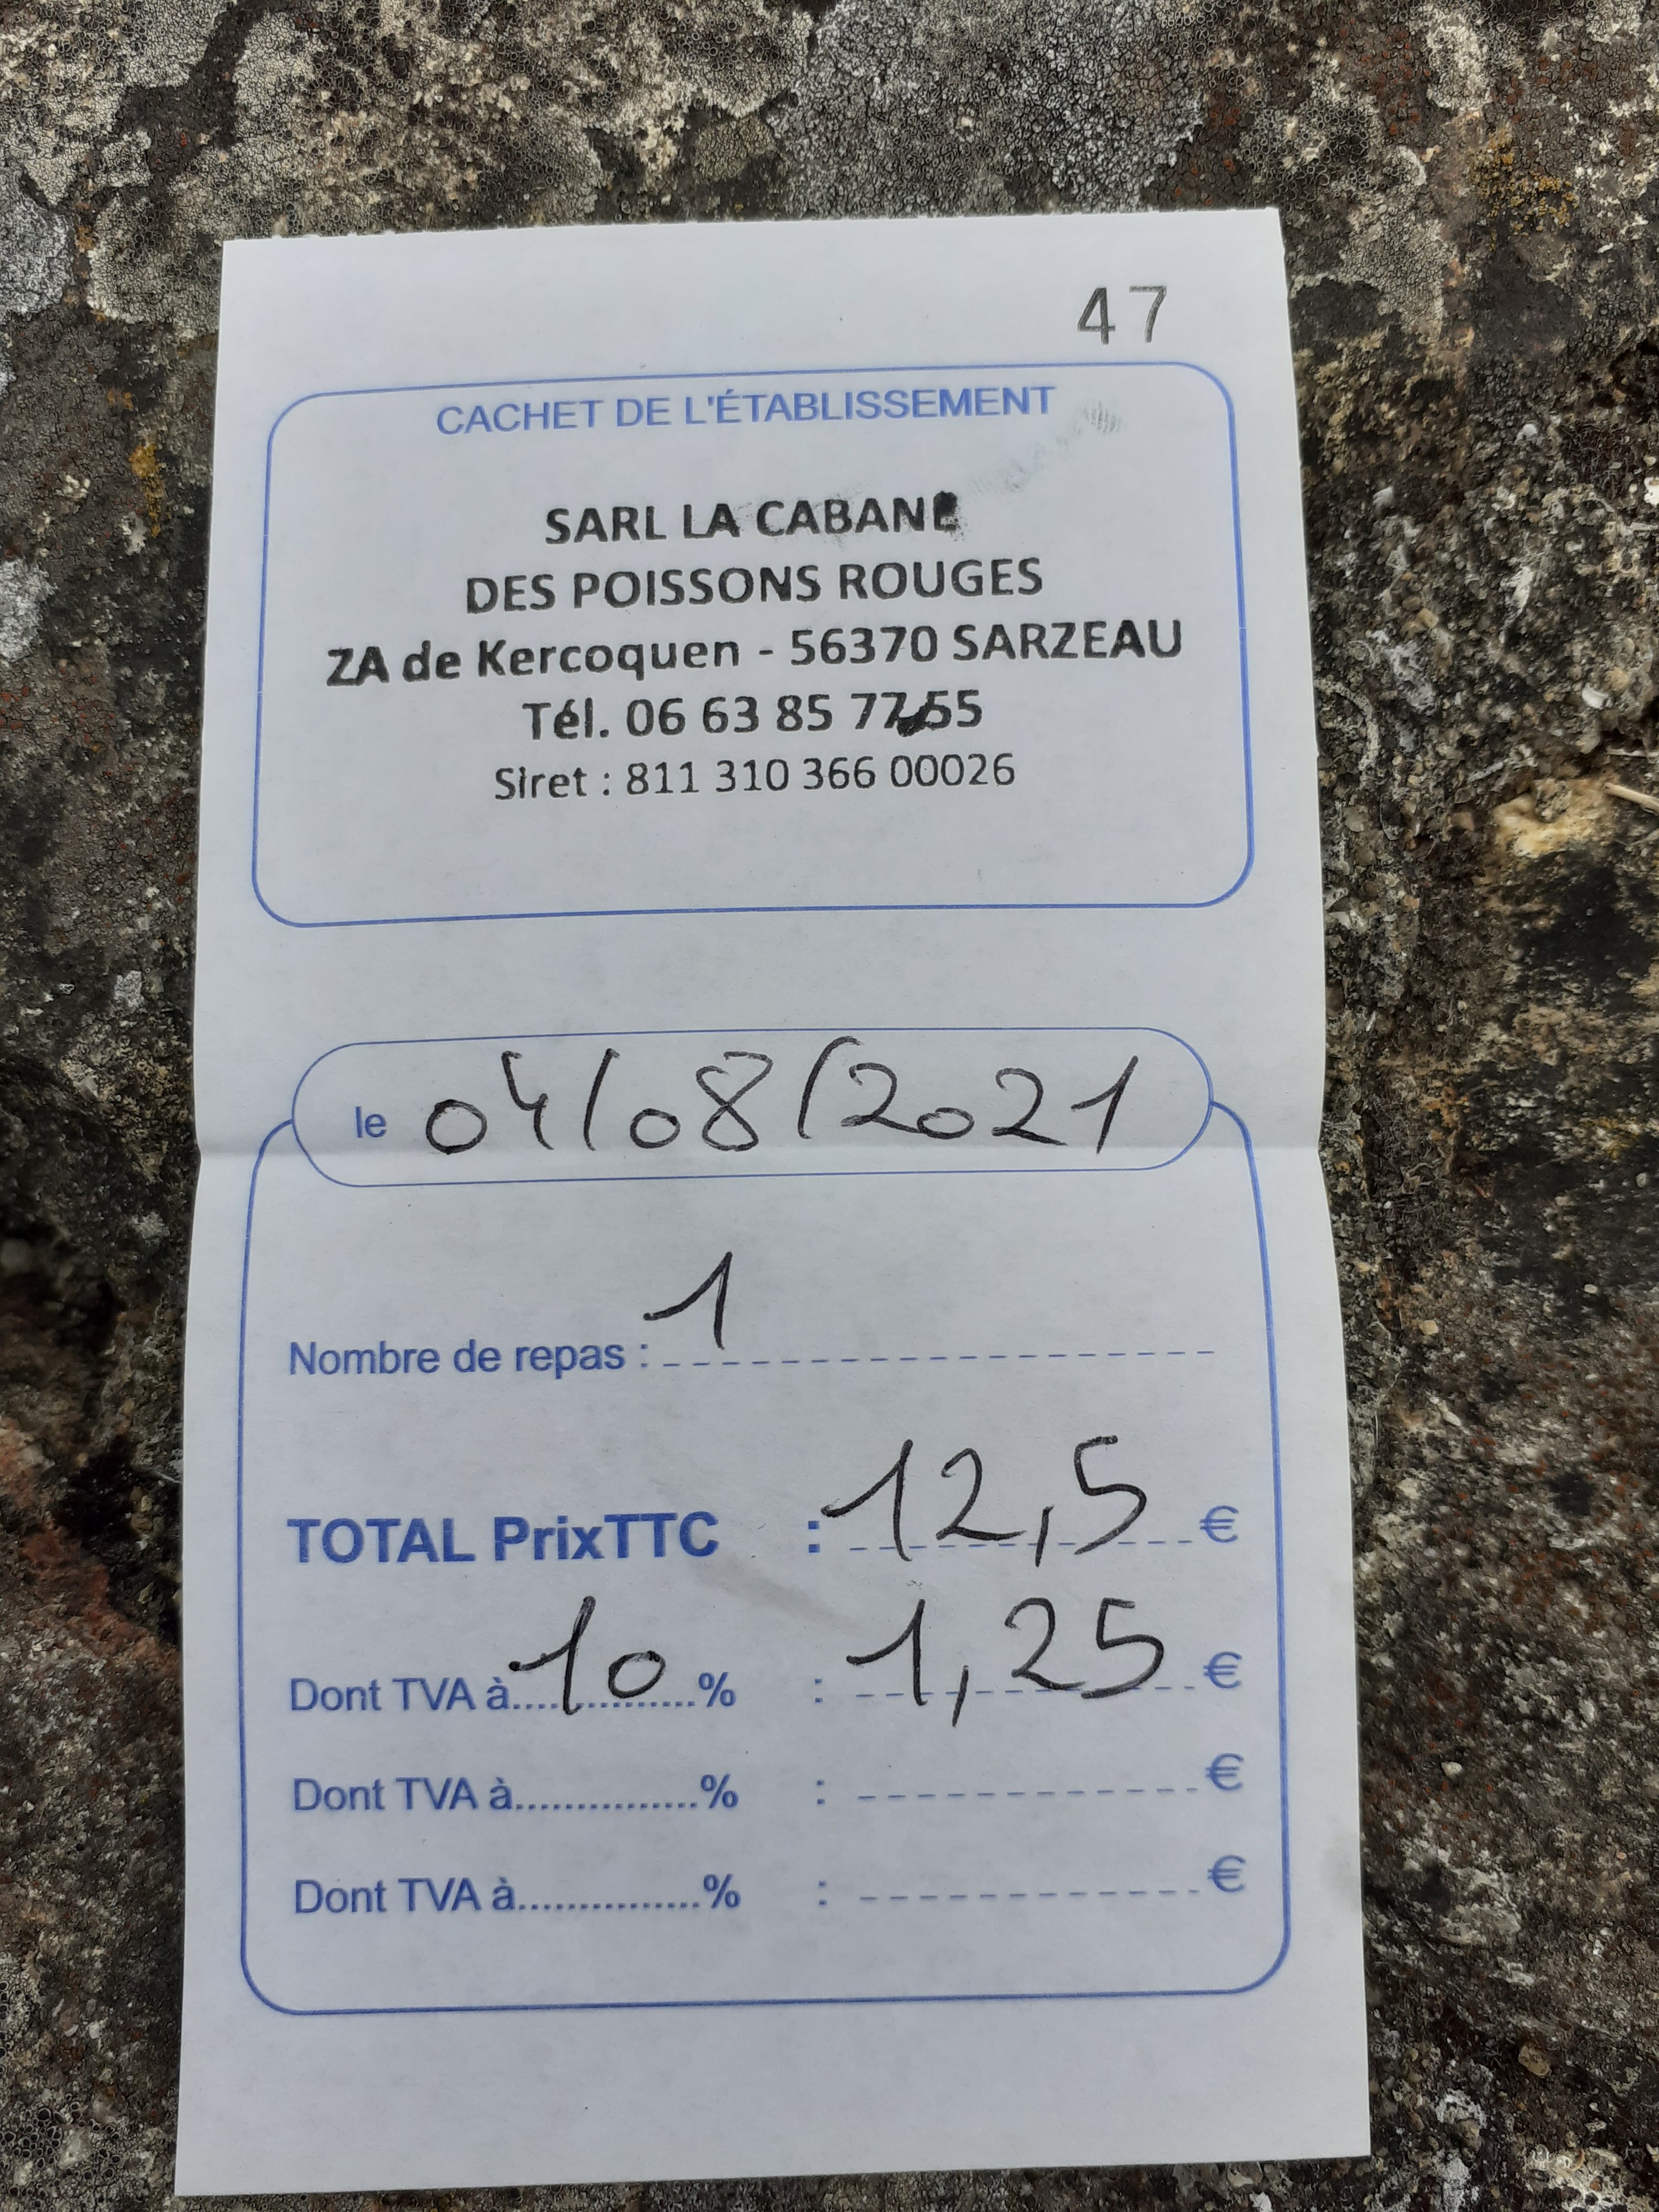 47
CACHET DE L'ÉTABLISSEMENT
SARL LA CABANE
DES POISSONS ROUGES
ZA de Kercoquen - 56370 SARZEAU
Tél. 06 63 85 77 55
Siret : 811 310 366 00026
le 04/08/2021
Nombre de repas : 1
TOTAL PrixTTC : 12,5 €
Dont TVA à 10 % : 1,25 €
Dont TVA à...............% : ------------ €
Dont TVA à...............% : ------------ €